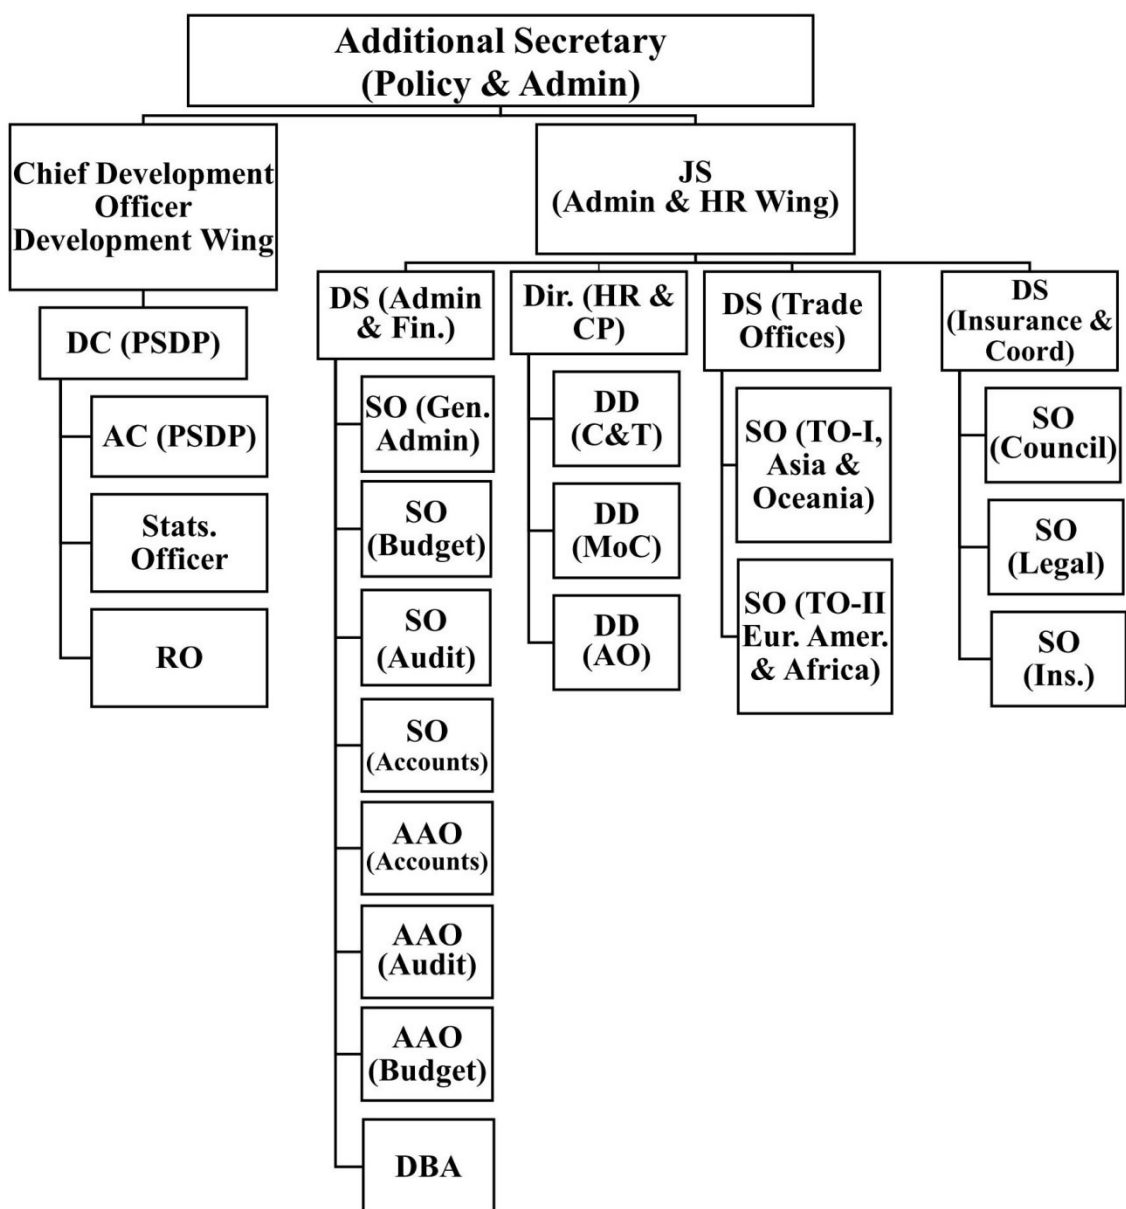 Additional Secretary
(Policy & Admin)
Chief Development
Officer
Development Wing
JS
(Admin & HR Wing)
DC (PSDP)
AC (PSDP)
Stats.
Officer
RO
DS (Admin
& Fin.)
SO (Gen.
Admin)
SO
(Budget)
SO
(Audit)
SO
(Accounts)
AAO
(Accounts)
AAO
(Audit)
AAO
(Budget)
DBA
Dir. (HR &
CP)
DD
(C&T)
DD
(MoC)
DD
(AO)
DS (Trade
Offices)
SO (TO-I,
Asia &
Oceania)
SO (TO-II
Eur. Amer.
& Africa)
DS
(Insurance &
Coord)
SO
(Council)
SO
(Legal)
SO
(Ins.)